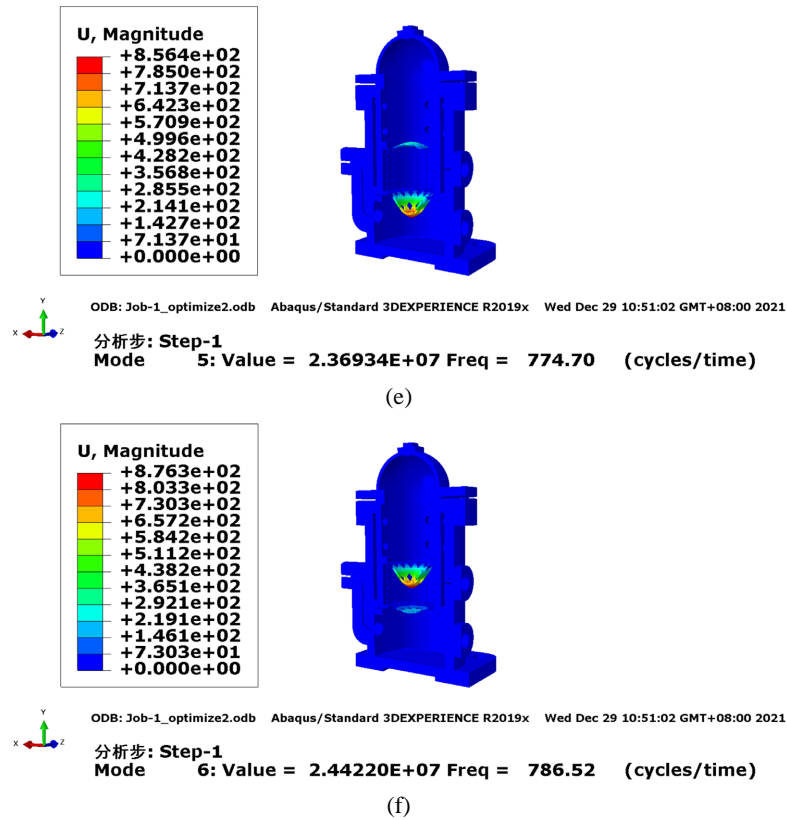 U, Magnitude
+8.564e+02
+7.850e+02
+7.137e+02
+6.423e+02
+5.709e+02
+4.996e+02
+4.282e+02
+3.568e+02
+2.855e+02
+2.141e+02
+1.427e+02
+7.137e+01
+0.000e+00
Y
X Z
ODB: Job-1_optimize2.odb Abaqus/Standard 3DEXPERIENCE R2019x Wed Dec 29 10:51:02 GMT+08:00 2021
分析步: Step-1
Mode 5: Value = 2.36934E+07 Freq = 774.70 (cycles/time)
(e)
U, Magnitude
+8.763e+02
+8.033e+02
+7.303e+02
+6.572e+02
+5.842e+02
+5.112e+02
+4.382e+02
+3.651e+02
+2.921e+02
+2.191e+02
+1.461e+02
+7.303e+01
+0.000e+00
Y
X Z
ODB: Job-1_optimize2.odb Abaqus/Standard 3DEXPERIENCE R2019x Wed Dec 29 10:51:02 GMT+08:00 2021
分析步: Step-1
Mode 6: Value = 2.44220E+07 Freq = 786.52 (cycles/time)
(f)